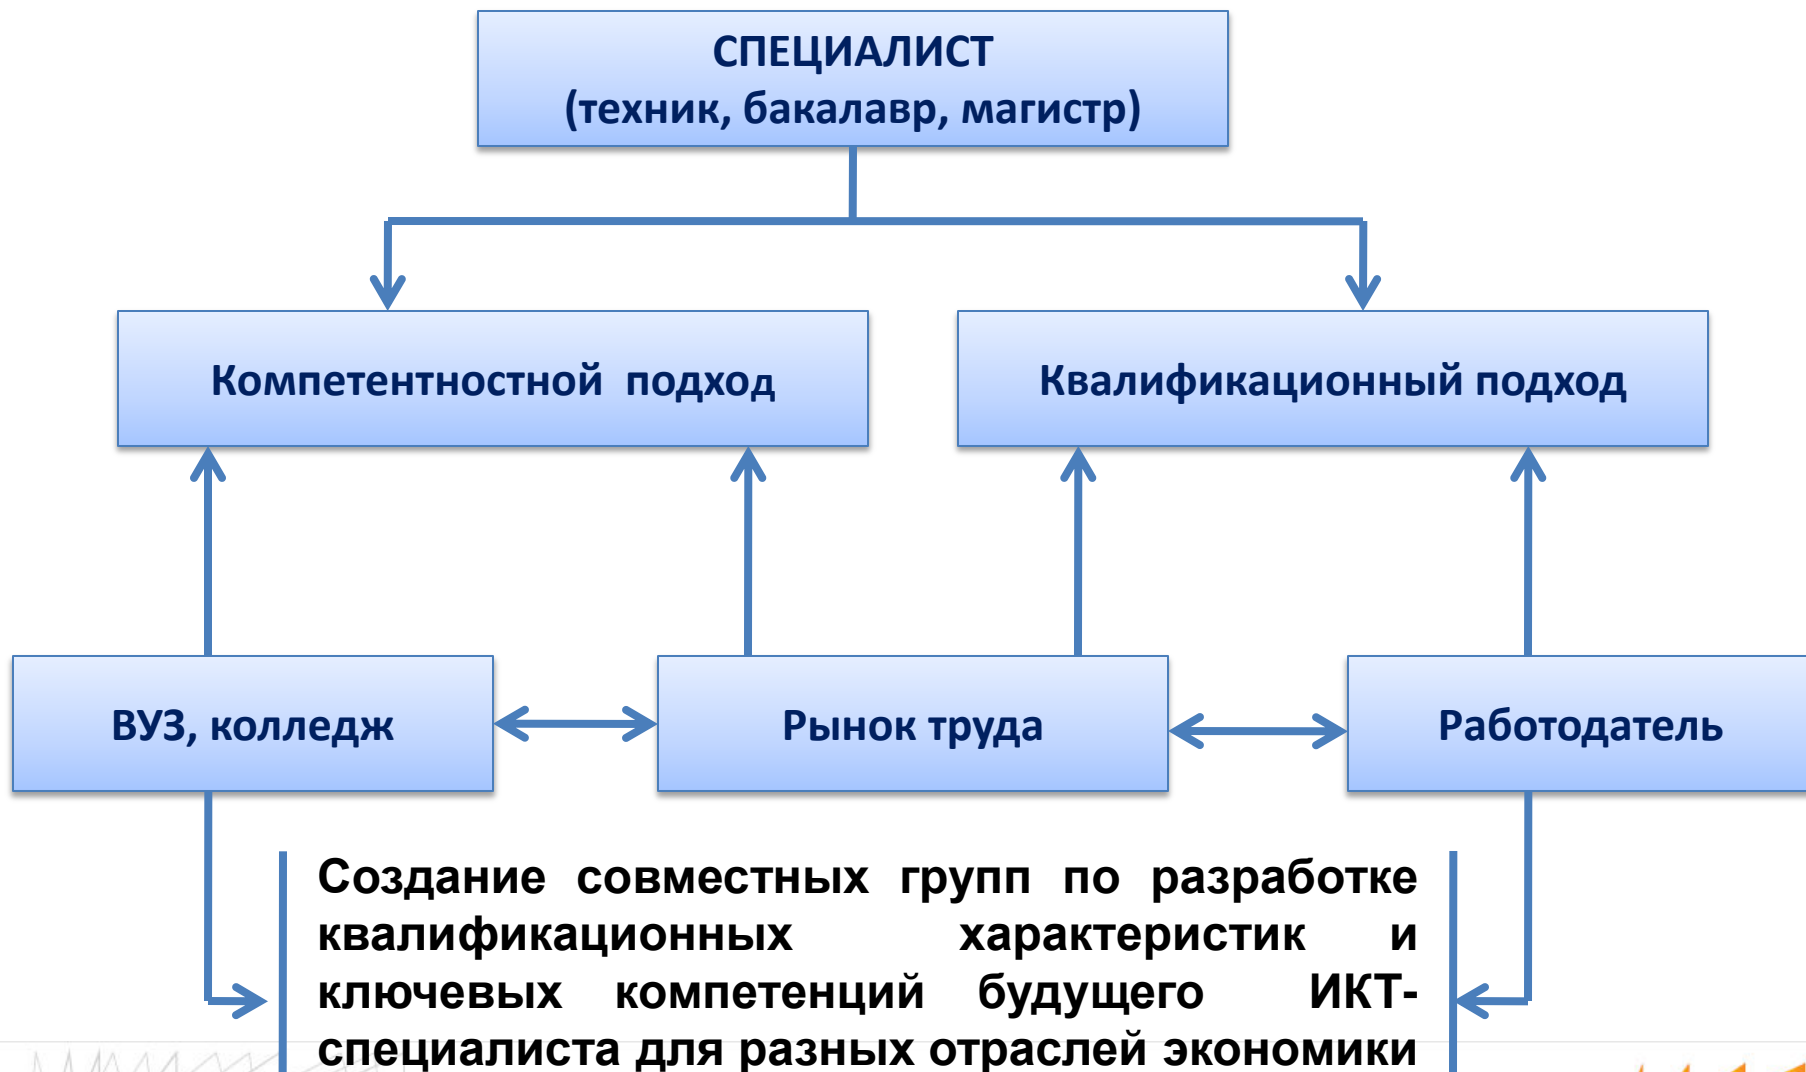 СПЕЦИАЛИСТ
(техник, бакалавр, магистр)
Компетентностной подход
Квалификационный подход
ВУЗ, колледж
Рынок труда
Работодатель
Создание совместных групп по разработке
квалификационных характеристик и
ключевых компетенций будущего ИКТ-
специалиста для разных отраслей экономики